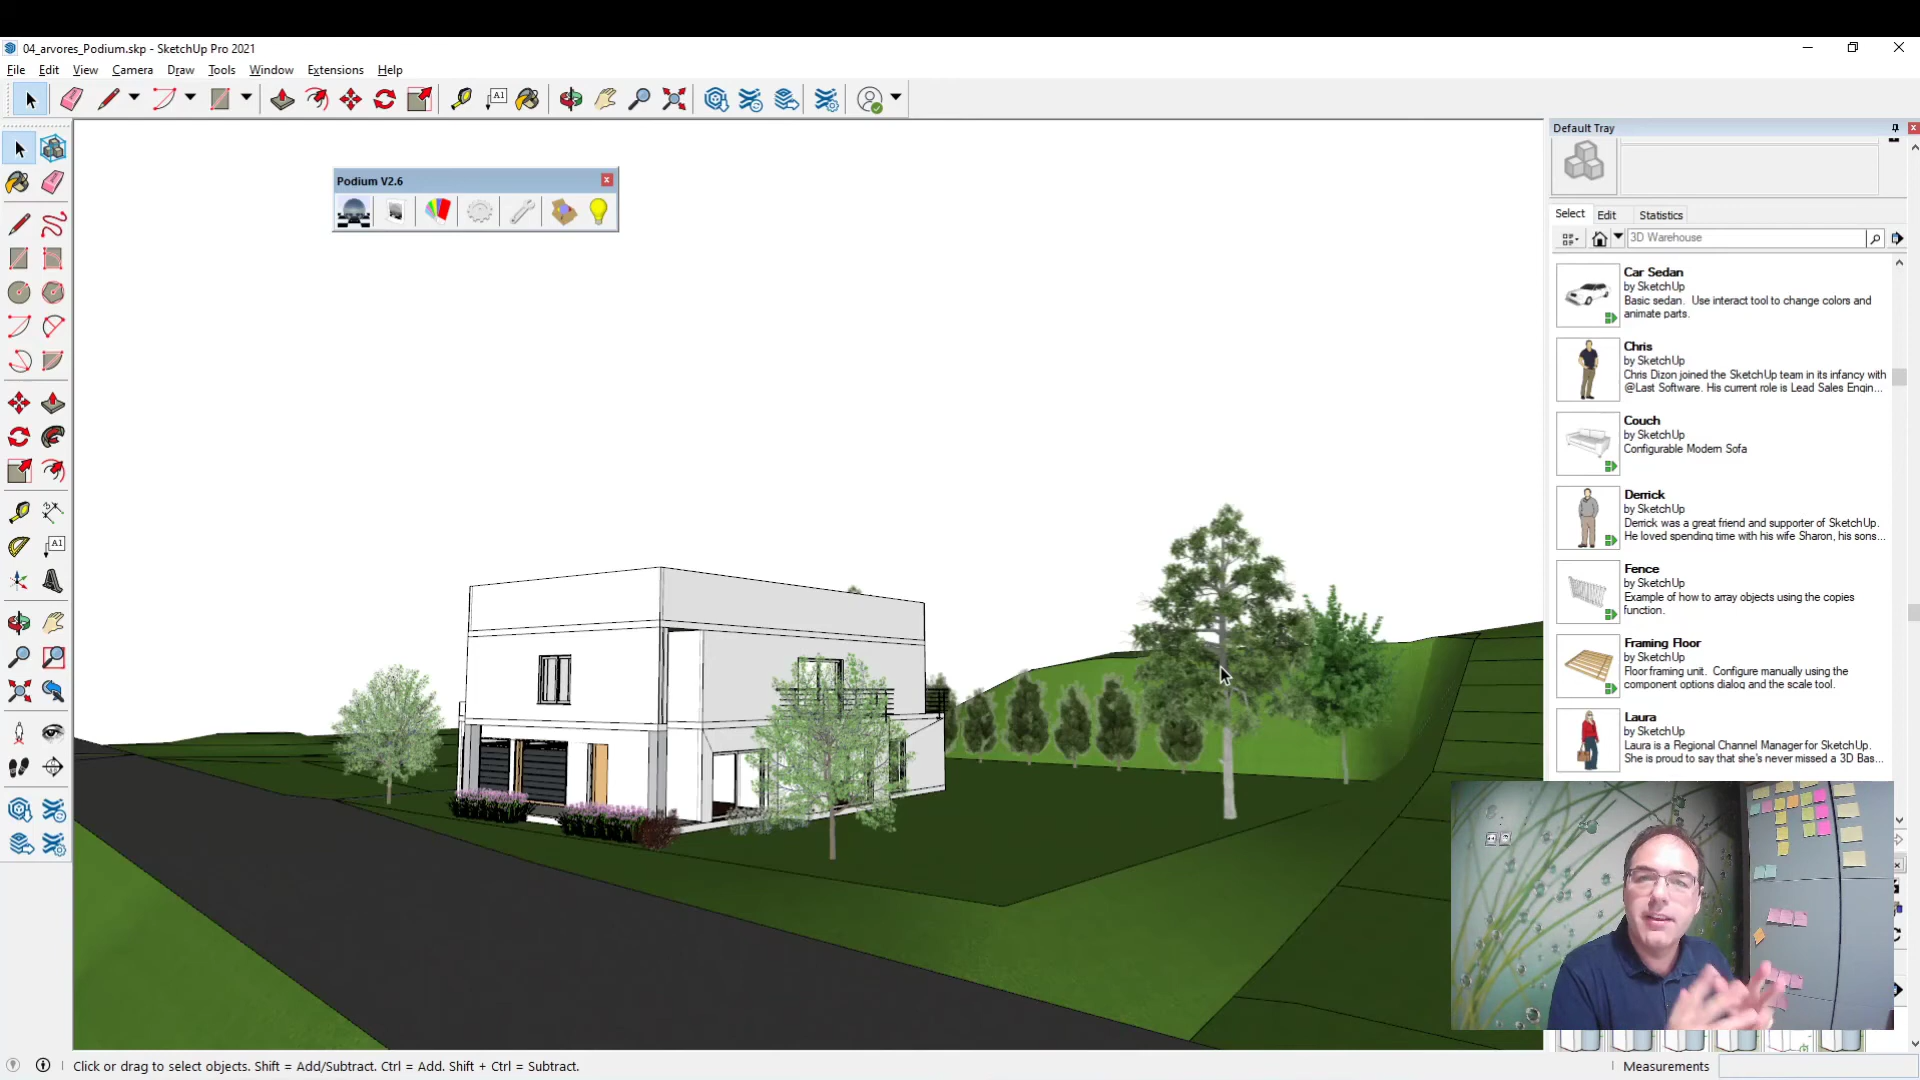 04_arvores_Podium.skp - SketchUp Pro 2021
File Edit View Camera Draw Tools Window Extensions Help
A1
Default Tray
Podium V2.6
Select Edit Statistics
3D Warehouse
Car Sedan
by SketchUp
Basic sedan. Use interact tool to change colors and
animate parts.
Chris
by SketchUp
Chris Dizon joined the SketchUp team in its infancy with
@Last Software. His current role is Lead Sales Engin...
Couch
by SketchUp
Configurable Modern Sofa
Derrick
by SketchUp
Derrick was a great friend and supporter of SketchUp.
He loved spending time with his wife Sharon, his sons...
Fence
by SketchUp
Example of how to array objects using the copies
function.
Framing Floor
by SketchUp
Floor framing unit. Configure manually using the
component options dialog and the scale tool.
Laura
by SketchUp
Laura is a Regional Channel Manager for SketchUp.
She is proud to say that she's never missed a 3D Bas...
A1
Click or drag to select objects. Shift = Add/Subtract. Ctrl = Add. Shift + Ctrl = Subtract.
Measurements